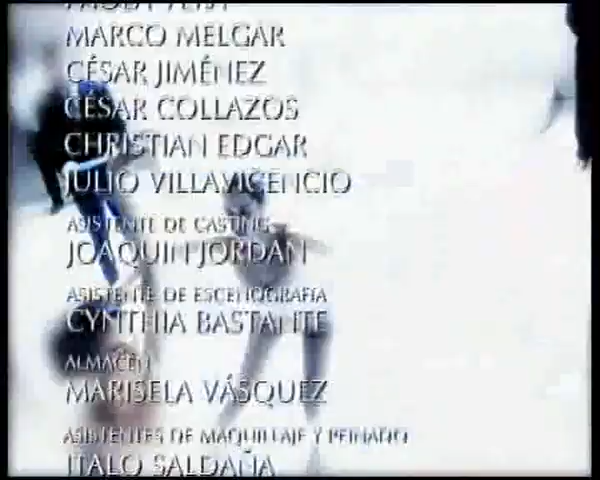 MARCO MELGAR
CÉSAR JIMÉNEZ
CÉSAR COLLAZOS
CHRISTIAN EDGAR
JULIO VILLAVICENCIO
ASISTENTE DE CASTING
JOAQUIN JORDAN
ASISTENTE DE ESCENOGRAFIA
CYNTHIA BASTANTE
ALMACÉN
MARISELA VÁSQUEZ
ASISTENTES DE MAQUILLAJE Y PEINADO
ITALO SALDAÑA